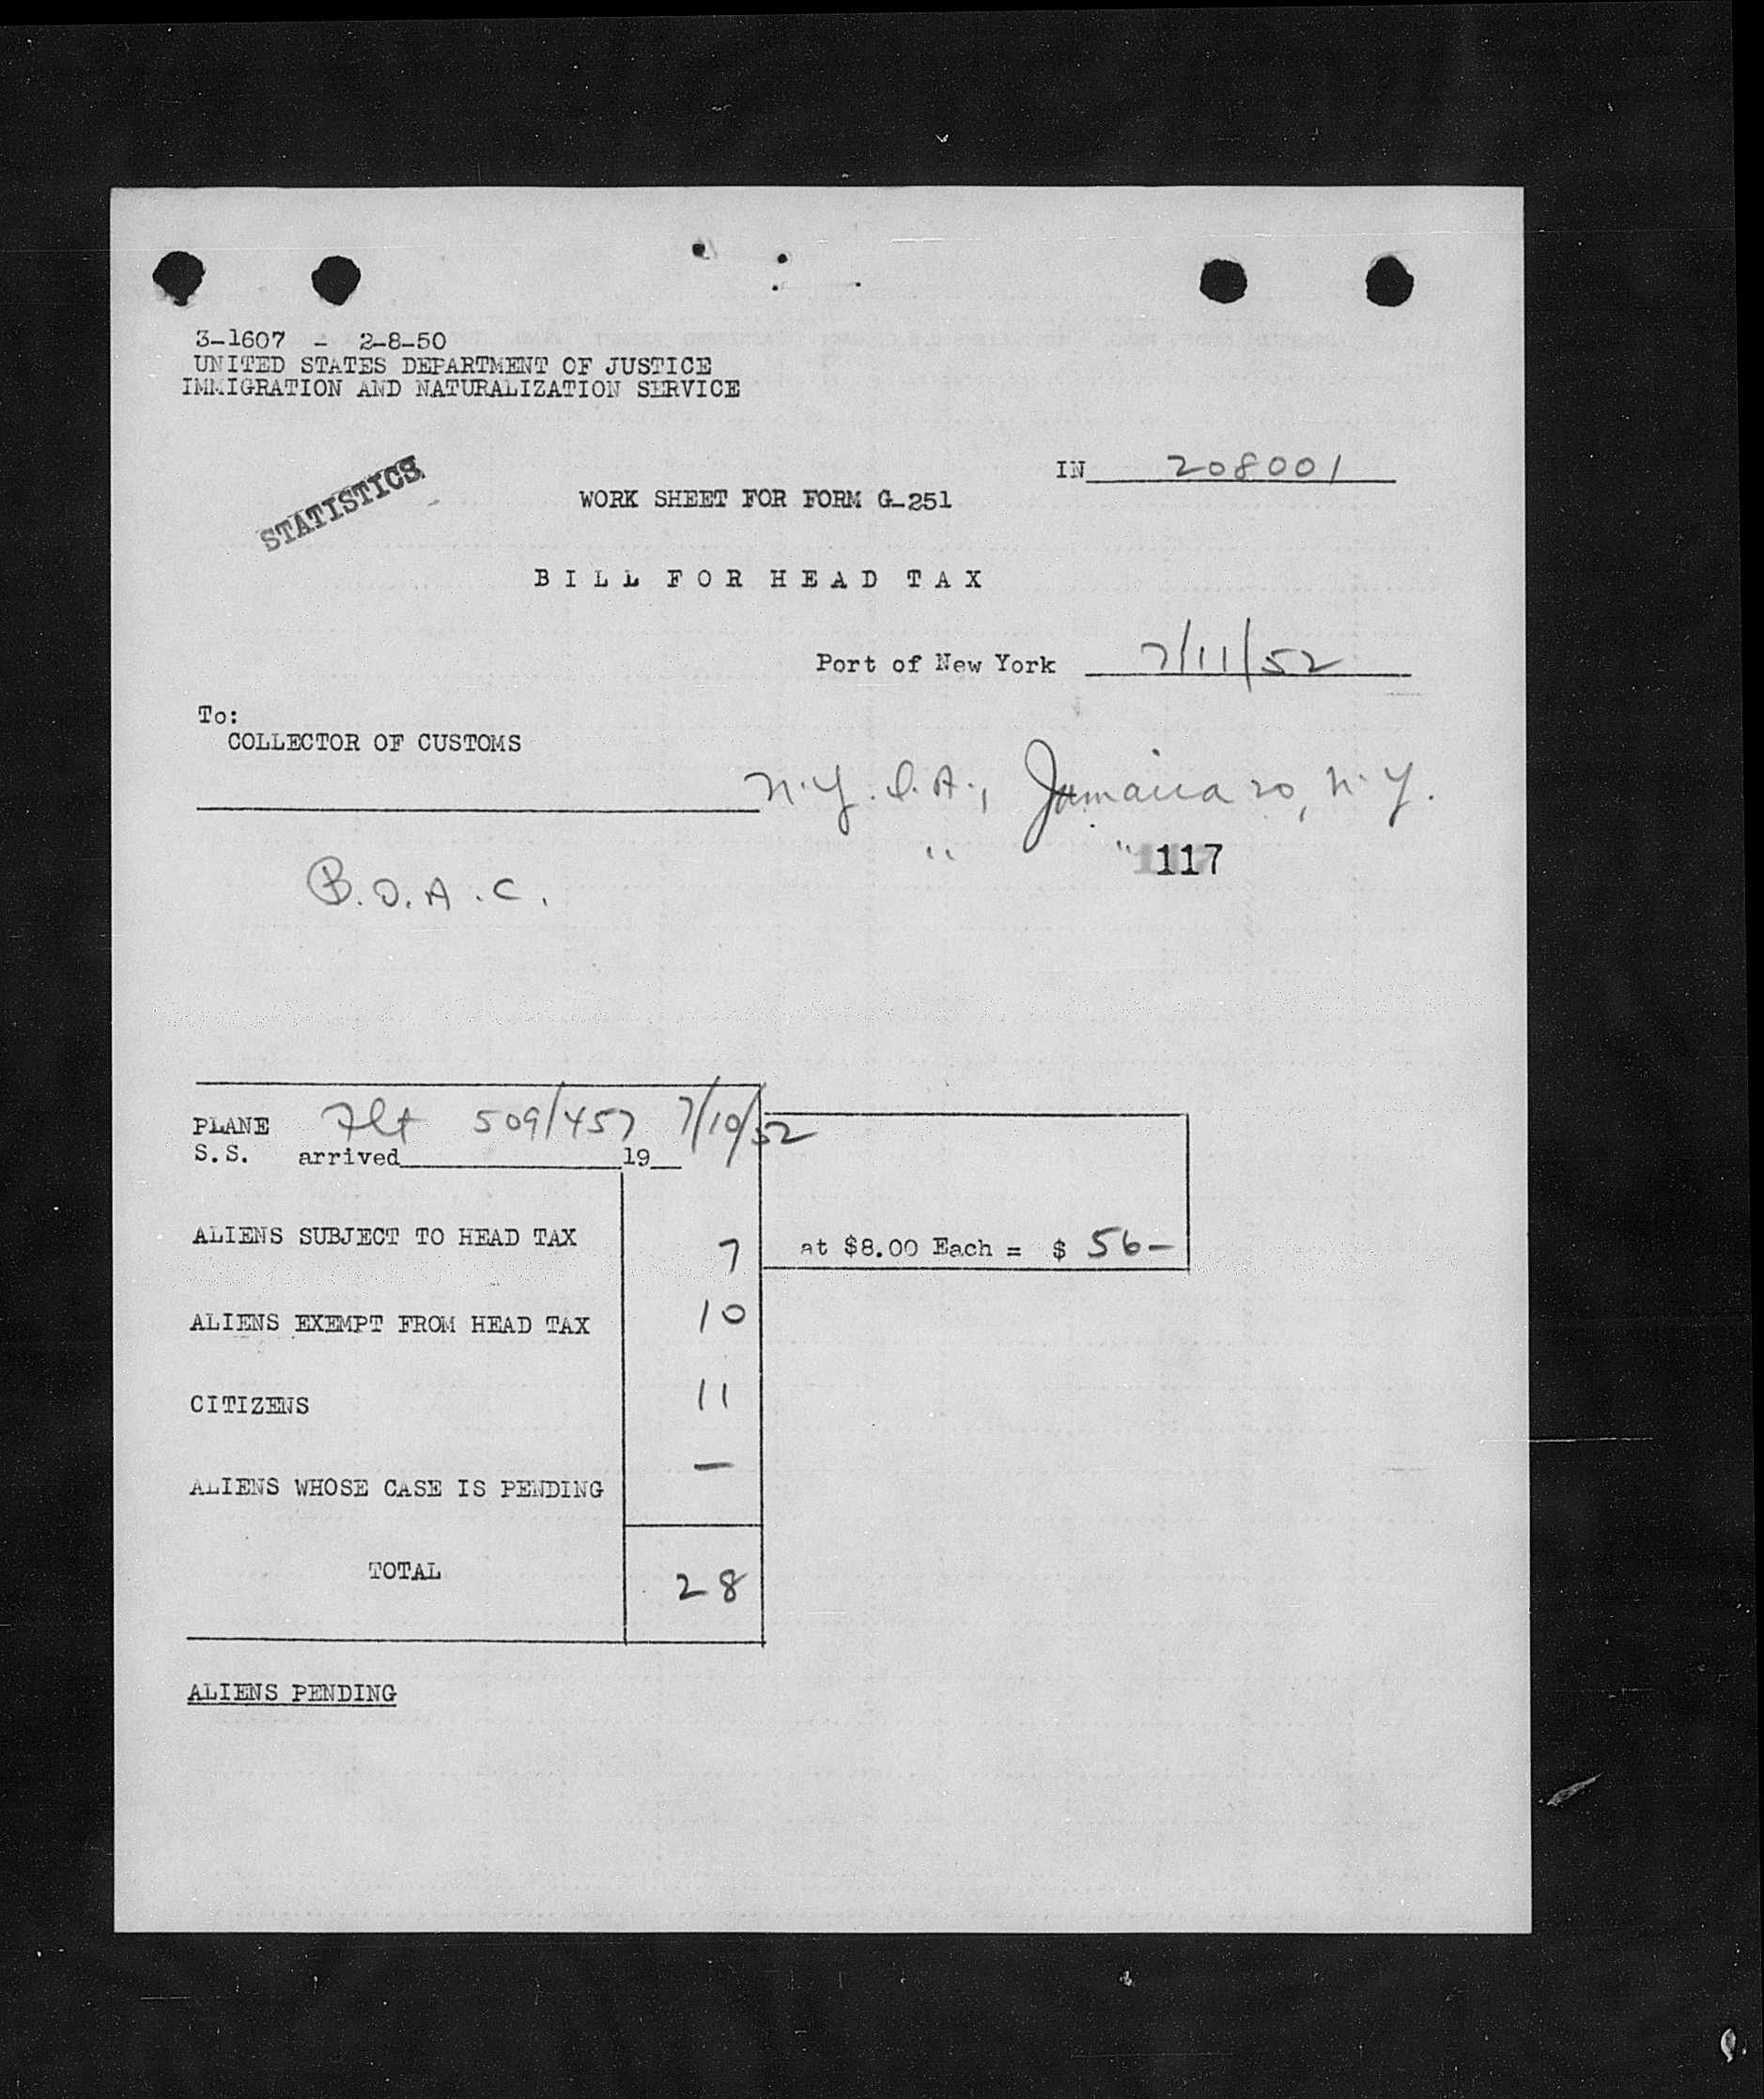 3-1607 - 2-8-50
UNITED STATES DEPARTMENT OF JUSTICE
IMMIGRATION AND NATURALIZATION SERVICE
STATISTICS
IN 208001
WORK SHEET FOR FORM G-251
BILL FOR HEAD TAX
Port of New York 7/11/52
To:
COLLECTOR OF CUSTOMS
N.Y.I.A., Jamaica 20, N.Y.
" " 117
B.O.A.C.
PLANE Flt 509/457 7/10/52
S.S. arrived 19
ALIENS SUBJECT TO HEAD TAX 7 at $8.00 Each = $ 56-
ALIENS EXEMPT FROM HEAD TAX 10
CITIZENS 11
ALIENS WHOSE CASE IS PENDING —
TOTAL 28
ALIENS PENDING